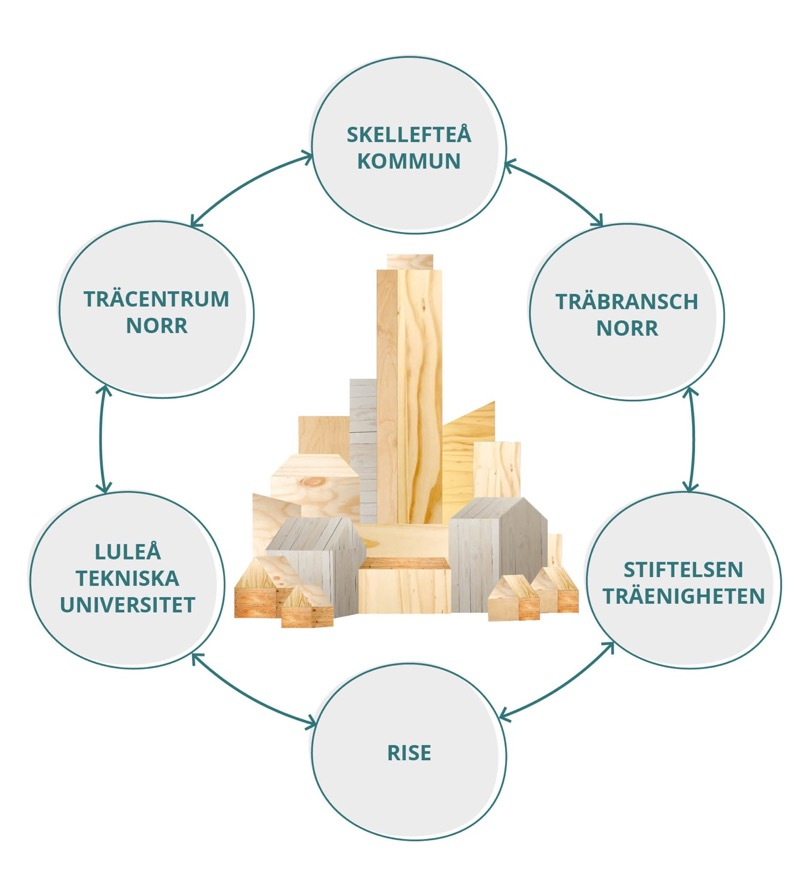 SKELLEFTEÅ
KOMMUN
TRÄCENTRUM
NORR
TRÄBRANSCH
NORR
LULEÅ
TEKNISKA
UNIVERSITET
STIFTELSEN
TRÄENIGHETEN
RISE